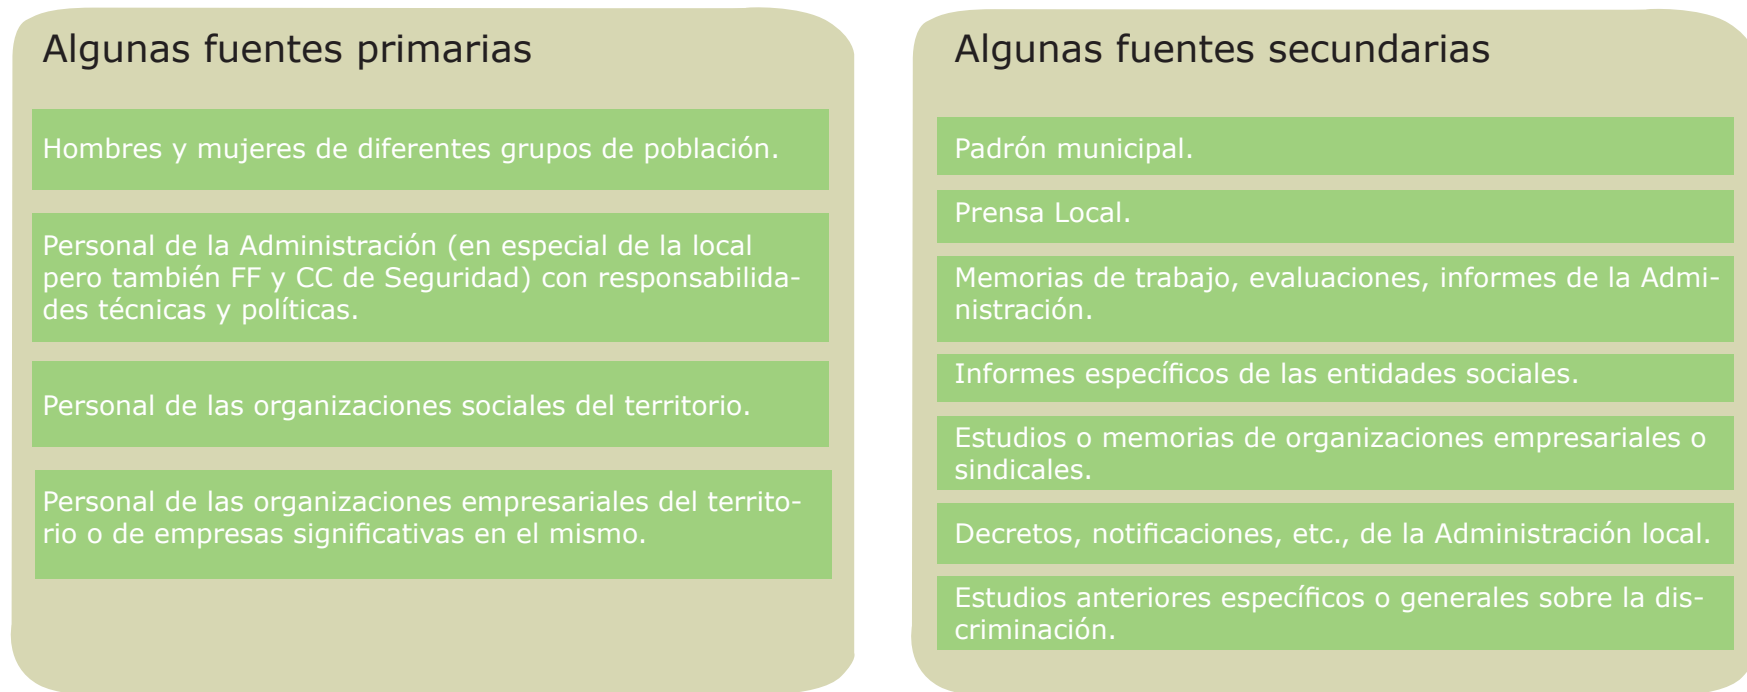 Algunas fuentes primarias
Hombres y mujeres de diferentes grupos de población.
Personal de la Administración (en especial de la local
pero también FF y CC de Seguridad) con responsabilida-
des técnicas y políticas.
Personal de las organizaciones sociales del territorio.
Personal de las organizaciones empresariales del territo-
rio o de empresas significativas en el mismo.
Algunas fuentes secundarias
Padrón municipal.
Prensa Local.
Memorias de trabajo, evaluaciones, informes de la Admi-
nistración.
Informes específicos de las entidades sociales.
Estudios o memorias de organizaciones empresariales o
sindicales.
Decretos, notificaciones, etc., de la Administración local.
Estudios anteriores específicos o generales sobre la dis-
criminación.